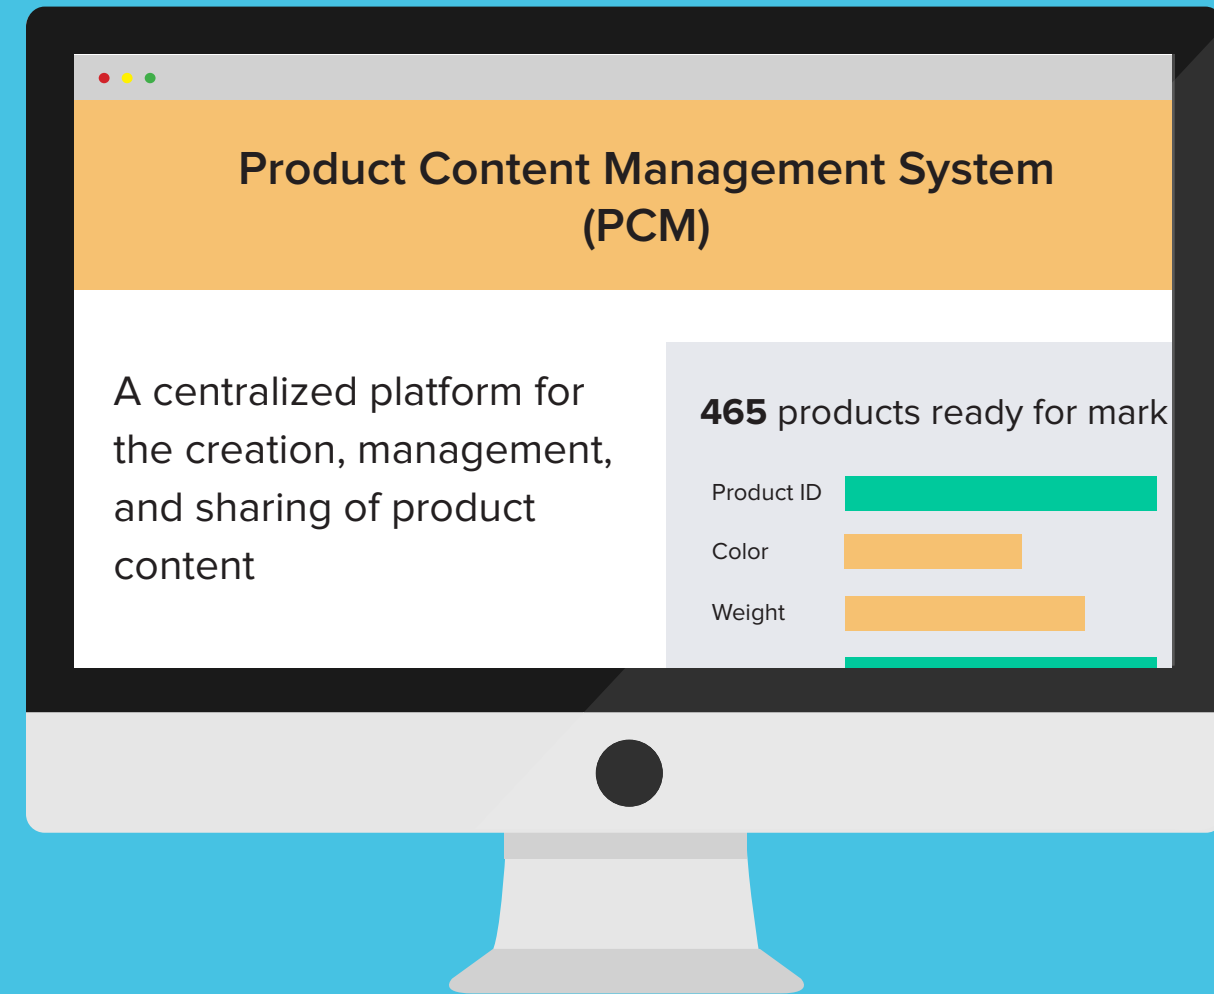 Product Content Management System
(PCM)
A centralized platform for
the creation, management,
and sharing of product
content
465 products ready for mark
Product ID
Color
Weight